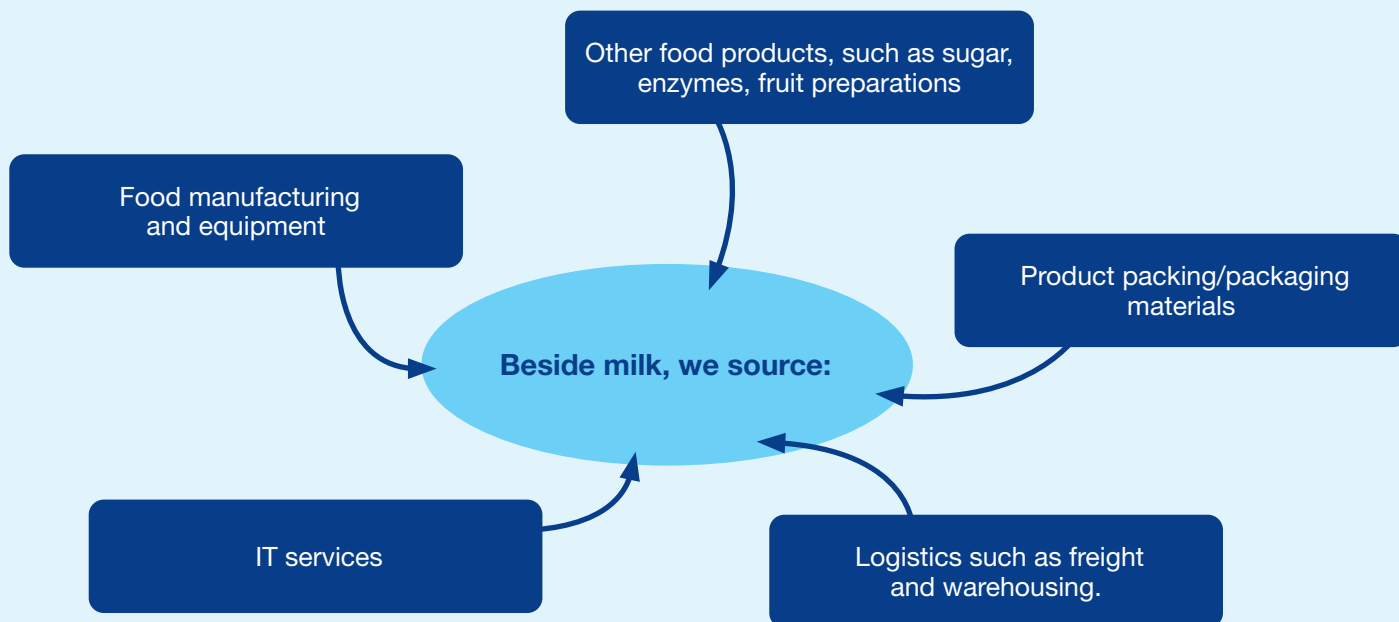 Other food products, such as sugar,
enzymes, fruit preparations
Food manufacturing
and equipment
Product packing/packaging
materials
Beside milk, we source:
IT services
Logistics such as freight
and warehousing.